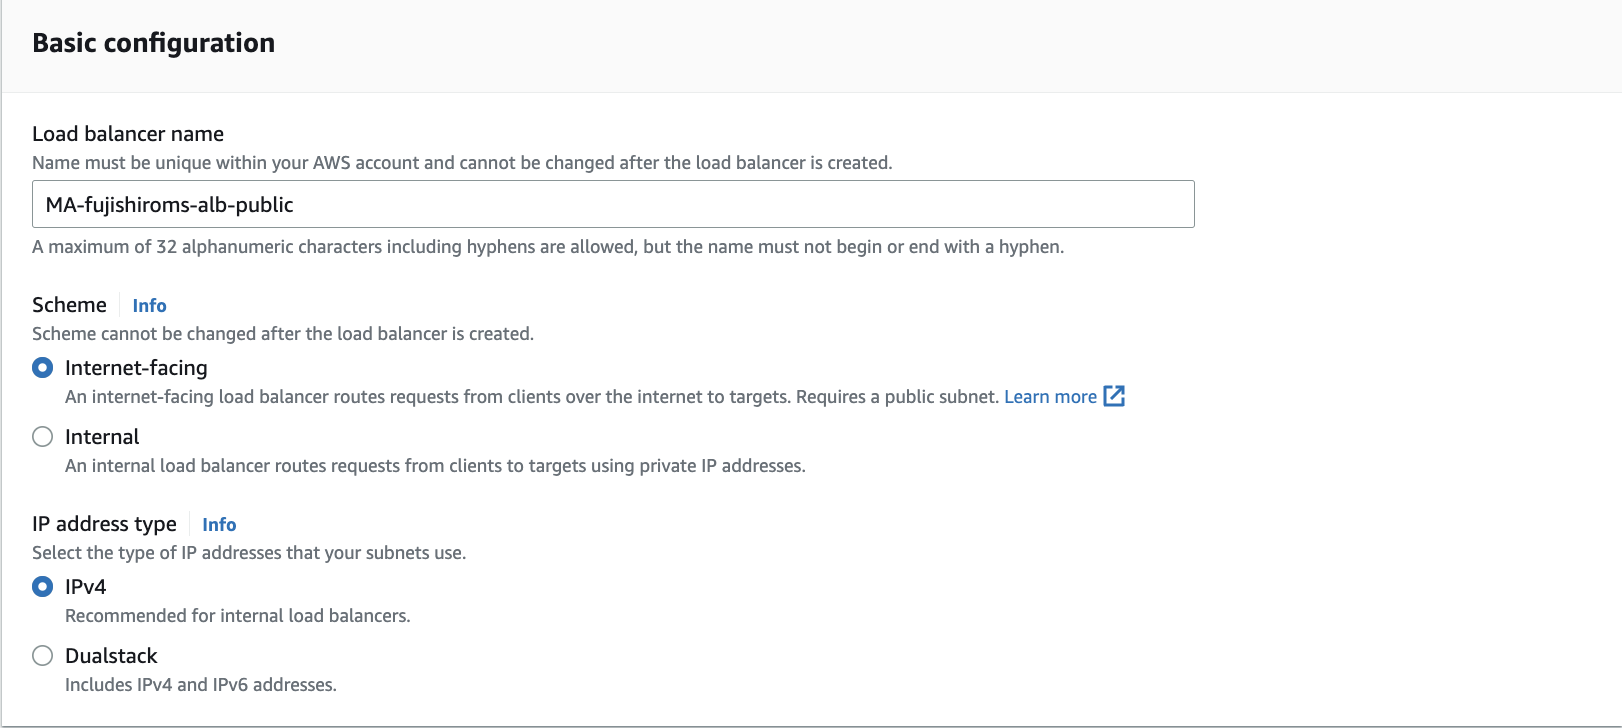 Basic configuration
Load balancer name
Name must be unique within your AWS account and cannot be changed after the load balancer is created.
MA-fujishiroms-alb-public
A maximum of 32 alphanumeric characters including hyphens are allowed, but the name must not begin or end with a hyphen.
Scheme Info
Scheme cannot be changed after the load balancer is created.
Internet-facing
An internet-facing load balancer routes requests from clients over the internet to targets. Requires a public subnet. Learn more
Internal
An internal load balancer routes requests from clients to targets using private IP addresses.
IP address type Info
Select the type of IP addresses that your subnets use.
IPv4
Recommended for internal load balancers.
Dualstack
Includes IPv4 and IPv6 addresses.